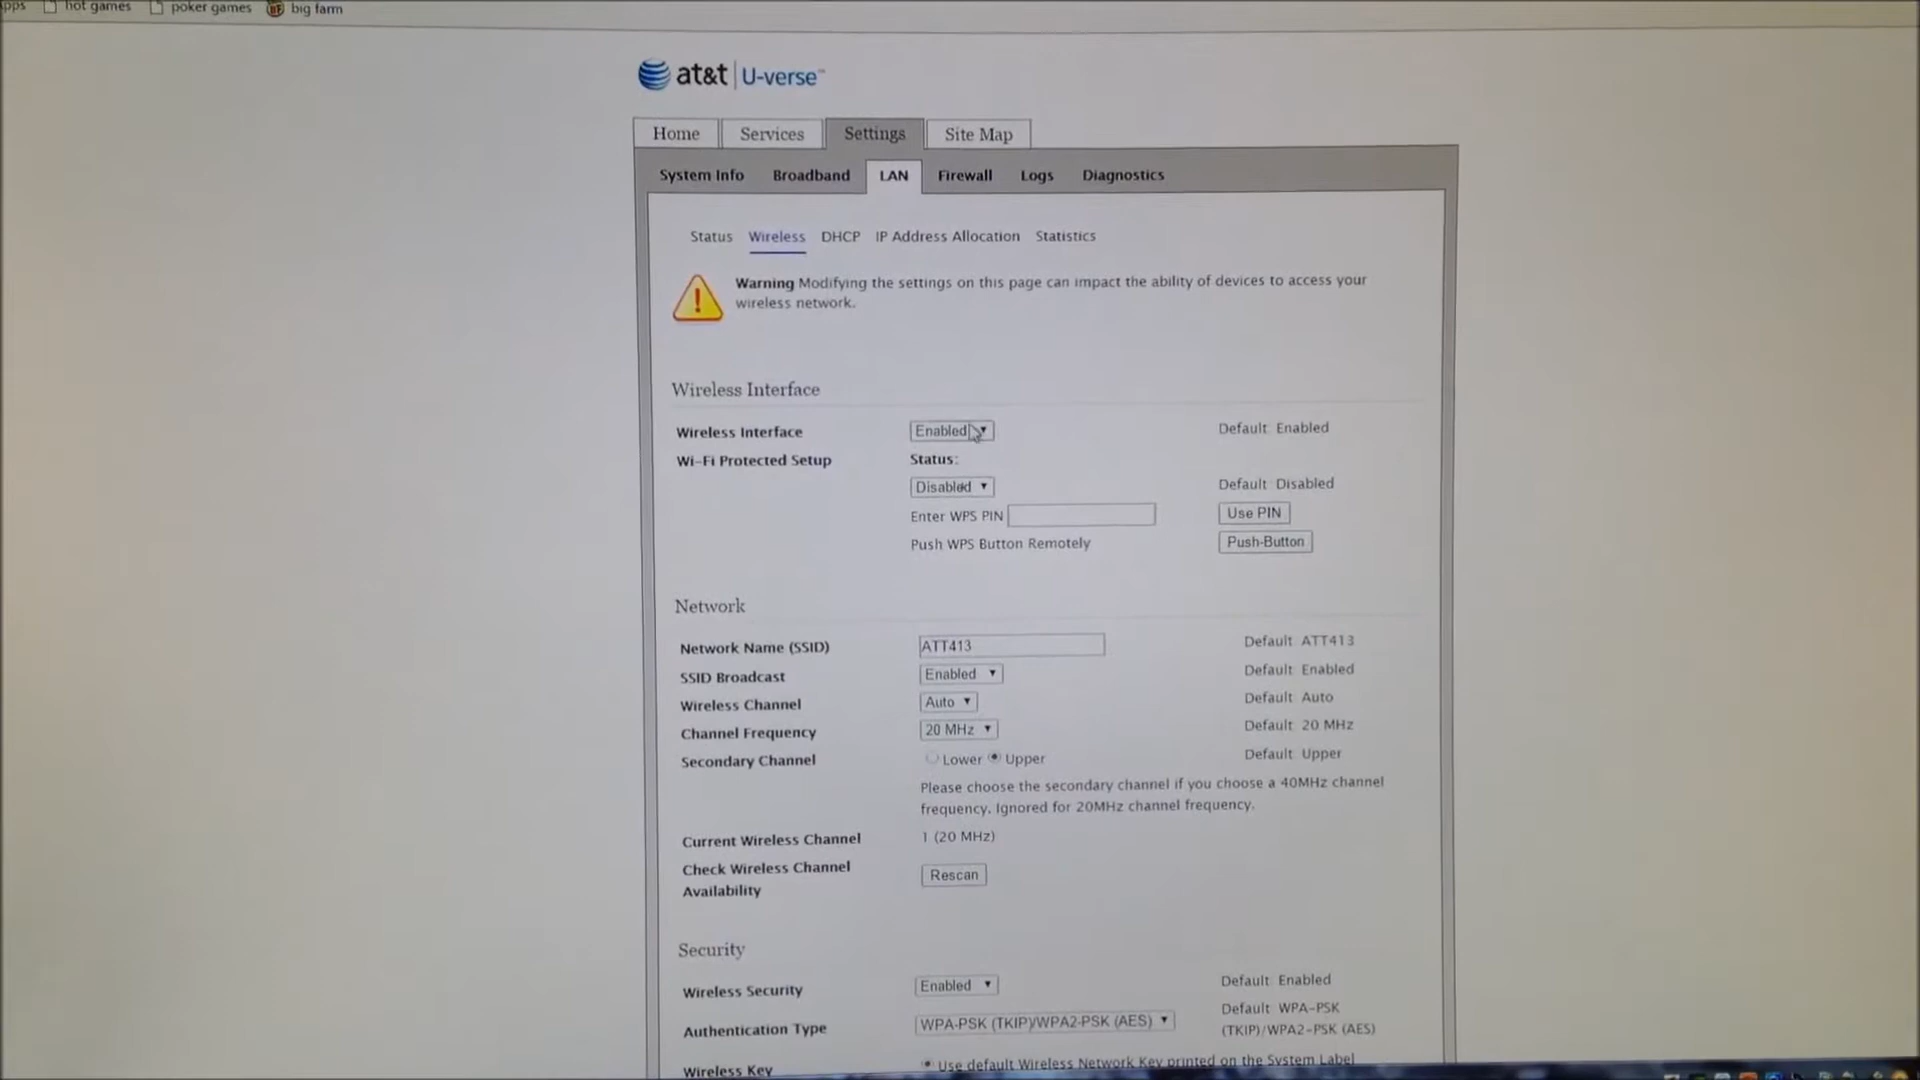 hot games poker games big farm
at&t U-verse™
Home Services Settings Site Map
System Info Broadband LAN Firewall Logs Diagnostics
Status Wireless DHCP IP Address Allocation Statistics
Warning Modifying the settings on this page can impact the ability of devices to access your
wireless network.
Wireless Interface
Wireless Interface Enabled Default Enabled
Wi-Fi Protected Setup Status:
Disabled Default Disabled
Enter WPS PIN Use PIN
Push WPS Button Remotely Push-Button
Network
Network Name (SSID) ATT413 Default ATT413
SSID Broadcast Enabled Default Enabled
Wireless Channel Auto Default Auto
Channel Frequency 20 MHz Default 20 MHz
Secondary Channel Lower Upper Default Upper
Please choose the secondary channel if you choose a 40MHz channel
frequency. Ignored for 20MHz channel frequency.
Current Wireless Channel 1 (20 MHz)
Check Wireless Channel
Availability Rescan
Security
Wireless Security Enabled Default Enabled
Authentication Type WPA-PSK (TKIP)/WPA2-PSK (AES) Default WPA-PSK
(TKIP)/WPA2-PSK (AES)
Wireless Key Use default Wireless Network Key printed on the System Label